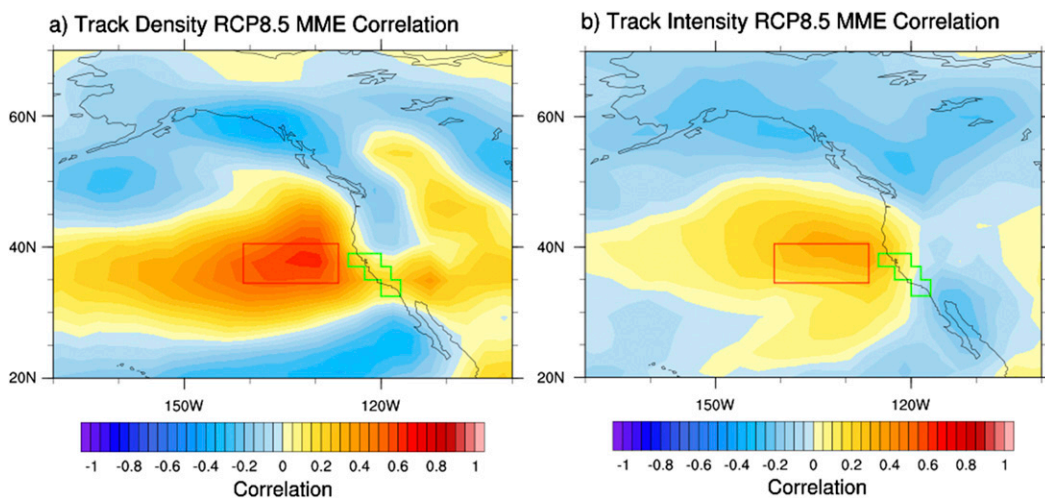 a) Track Density RCP8.5 MME Correlation
b) Track Intensity RCP8.5 MME Correlation
60N
40N
20N
150W
120W
60N
40N
20N
150W
120W
-1 -0.8 -0.6 -0.4 -0.2 0 0.2 0.4 0.6 0.8 1
Correlation
-1 -0.8 -0.6 -0.4 -0.2 0 0.2 0.4 0.6 0.8 1
Correlation